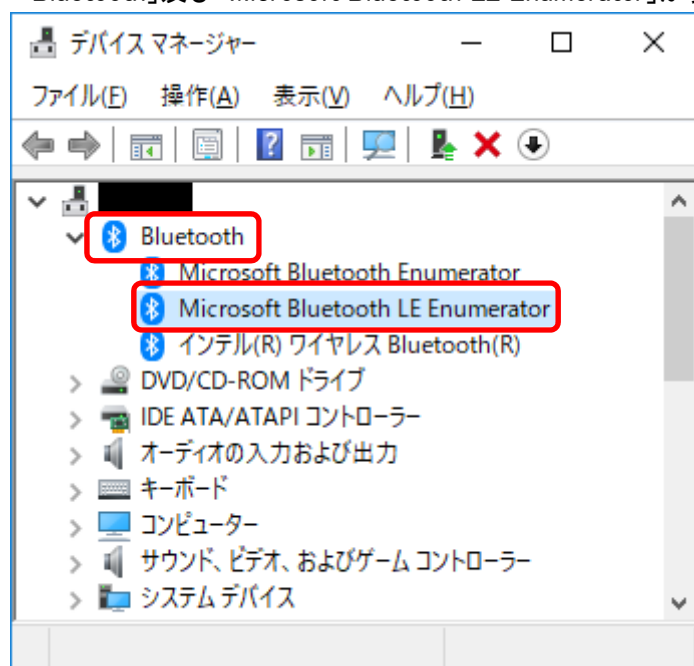 デバイス マネージャー
ファイル(F) 操作(A) 表示(V) ヘルプ(H)
Bluetooth
Microsoft Bluetooth Enumerator
Microsoft Bluetooth LE Enumerator
インテル(R) ワイヤレス Bluetooth(R)
DVD/CD-ROM ドライブ
IDE ATA/ATAPI コントローラー
オーディオの入力および出力
キーボード
コンピューター
サウンド、ビデオ、およびゲーム コントローラー
システム デバイス